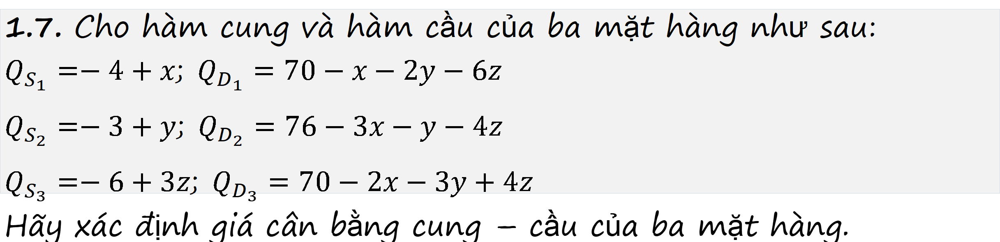 1.7. Cho hàm cung và hàm cầu của ba mặt hàng như sau:
Q_{S_1} =− 4 + x; Q_{D_1} = 70 − x − 2y − 6z
Q_{S_2} =− 3 + y; Q_{D_2} = 76 − 3x − y − 4z
Q_{S_3} =− 6 + 3z; Q_{D_3} = 70 − 2x − 3y + 4z
Hãy xác định giá cân bằng cung – cầu của ba mặt hàng.